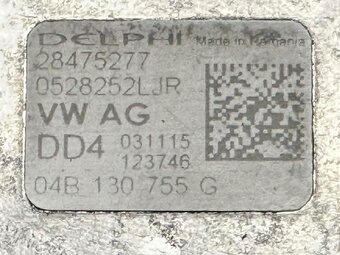 DELPHI Made in Romania
28475277
0528252LJR
VW AG
DD4 031115
123746
04B 130 755 G